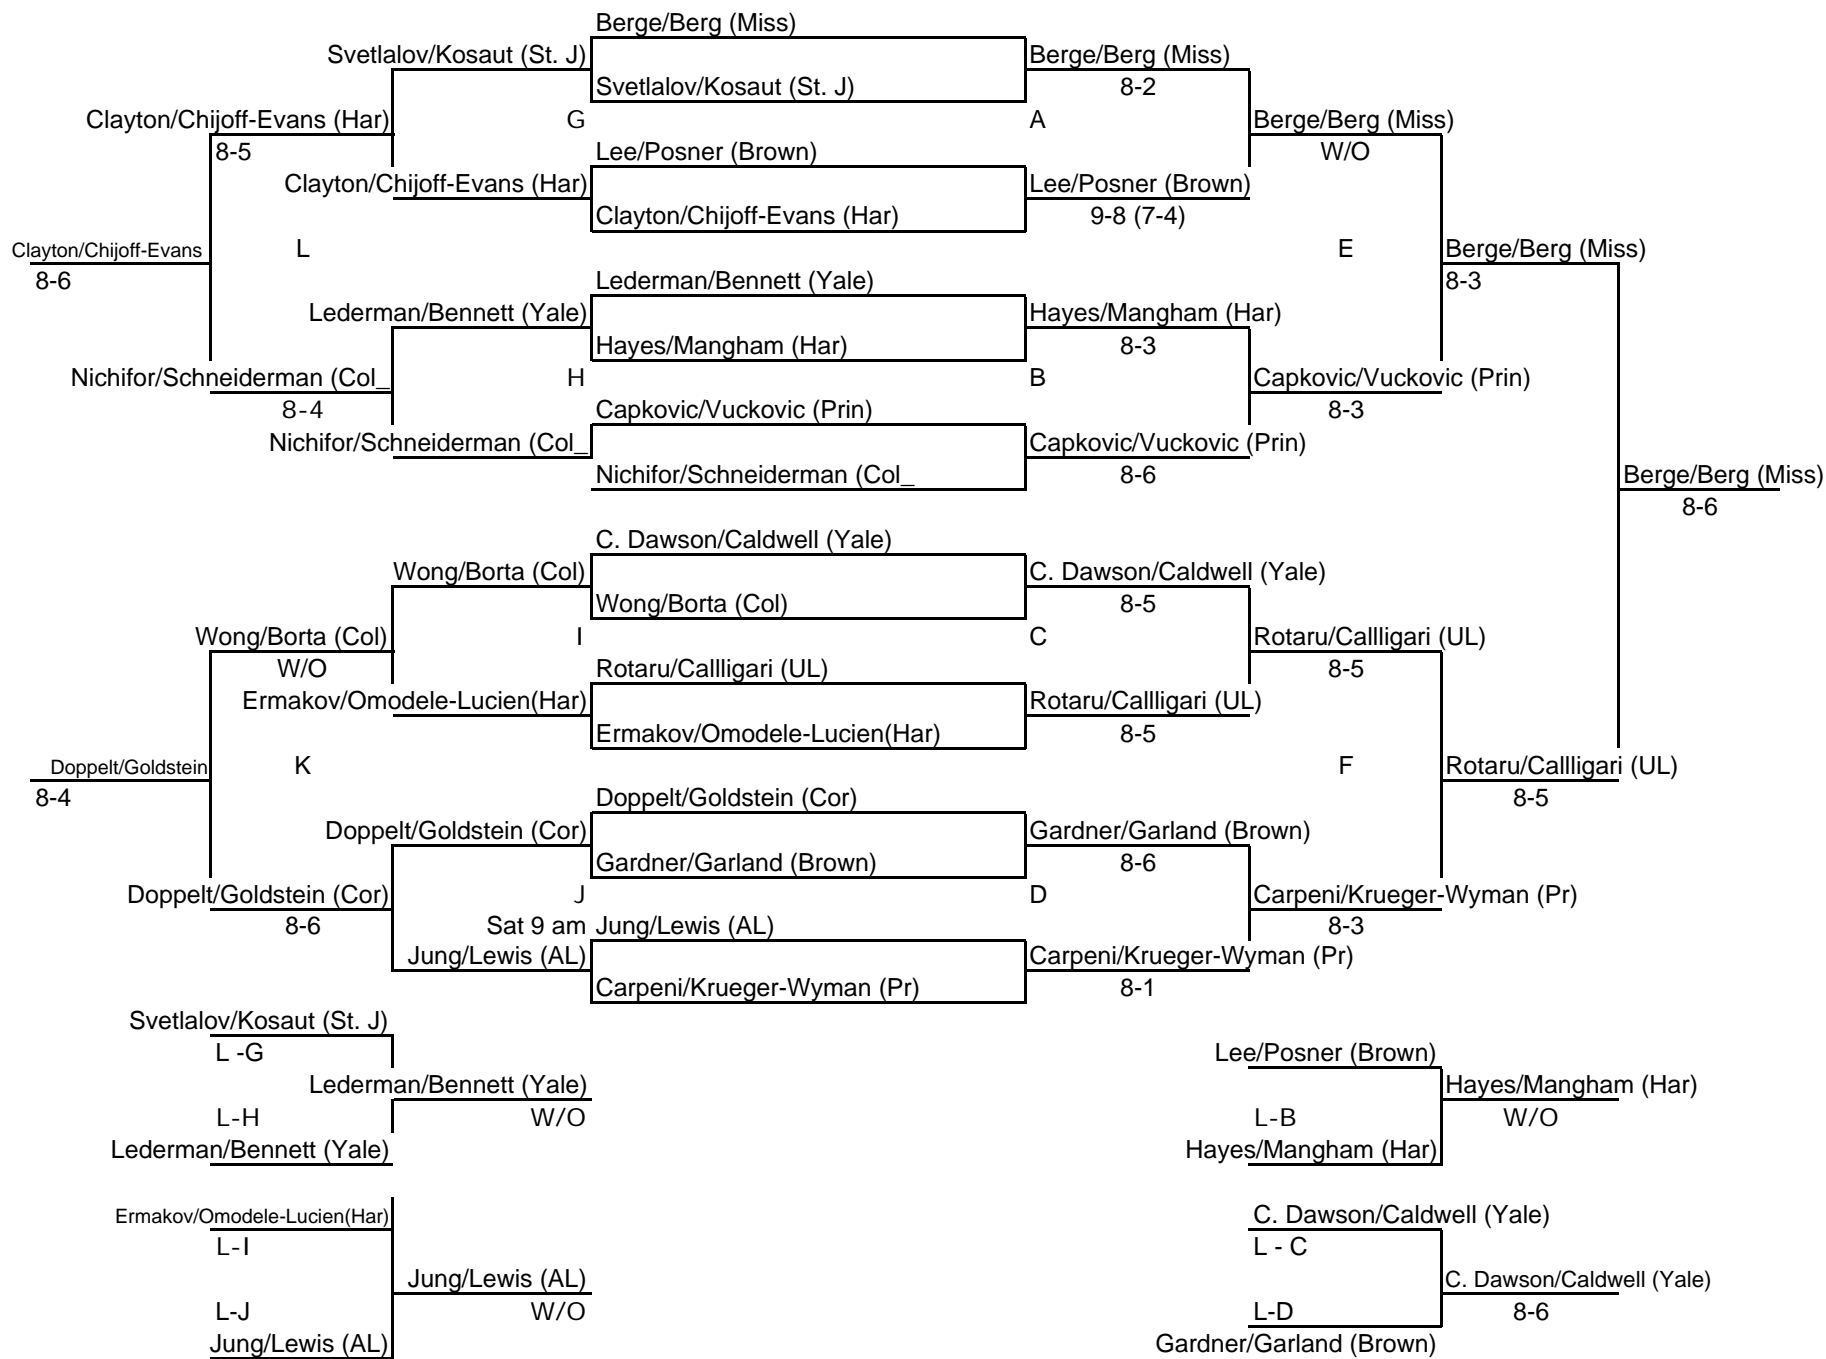 Berge/Berg (Miss)
Svetlalov/Kosaut (St. J)
Berge/Berg (Miss)
Svetlalov/Kosaut (St. J)
8-2
Clayton/Chijoff-Evans (Har)
G
A
Berge/Berg (Miss)
8-5
Lee/Posner (Brown)
W/O
Clayton/Chijoff-Evans (Har)
Lee/Posner (Brown)
Clayton/Chijoff-Evans (Har)
9-8 (7-4)
Clayton/Chijoff-Evans
L
E
Berge/Berg (Miss)
8-6
Lederman/Bennett (Yale)
8-3
Lederman/Bennett (Yale)
Hayes/Mangham (Har)
Hayes/Mangham (Har)
8-3
Nichifor/Schneiderman (Col_
H
B
Capkovic/Vuckovic (Prin)
8-4
Capkovic/Vuckovic (Prin)
8-3
Nichifor/Schneiderman (Col_
Capkovic/Vuckovic (Prin)
Nichifor/Schneiderman (Col_
8-6
Berge/Berg (Miss)
8-6
C. Dawson/Caldwell (Yale)
Wong/Borta (Col)
C. Dawson/Caldwell (Yale)
Wong/Borta (Col)
8-5
Wong/Borta (Col)
I
C
Rotaru/Callligari (UL)
W/O
Rotaru/Callligari (UL)
8-5
Ermakov/Omodele-Lucien(Har)
Rotaru/Callligari (UL)
Ermakov/Omodele-Lucien(Har)
8-5
Doppelt/Goldstein
K
F
Rotaru/Callligari (UL)
8-4
Doppelt/Goldstein (Cor)
8-5
Doppelt/Goldstein (Cor)
Gardner/Garland (Brown)
Gardner/Garland (Brown)
8-6
Doppelt/Goldstein (Cor)
J
D
Carpeni/Krueger-Wyman (Pr)
8-6
Sat 9 am
Jung/Lewis (AL)
8-3
Jung/Lewis (AL)
Carpeni/Krueger-Wyman (Pr)
Carpeni/Krueger-Wyman (Pr)
8-1
Svetlalov/Kosaut (St. J)
L -G
Lee/Posner (Brown)
Lederman/Bennett (Yale)
Hayes/Mangham (Har)
L-H
W/O
L-B
W/O
Lederman/Bennett (Yale)
Hayes/Mangham (Har)
Ermakov/Omodele-Lucien(Har)
C. Dawson/Caldwell (Yale)
L-I
L - C
Jung/Lewis (AL)
C. Dawson/Caldwell (Yale)
L-J
W/O
L-D
8-6
Jung/Lewis (AL)
Gardner/Garland (Brown)